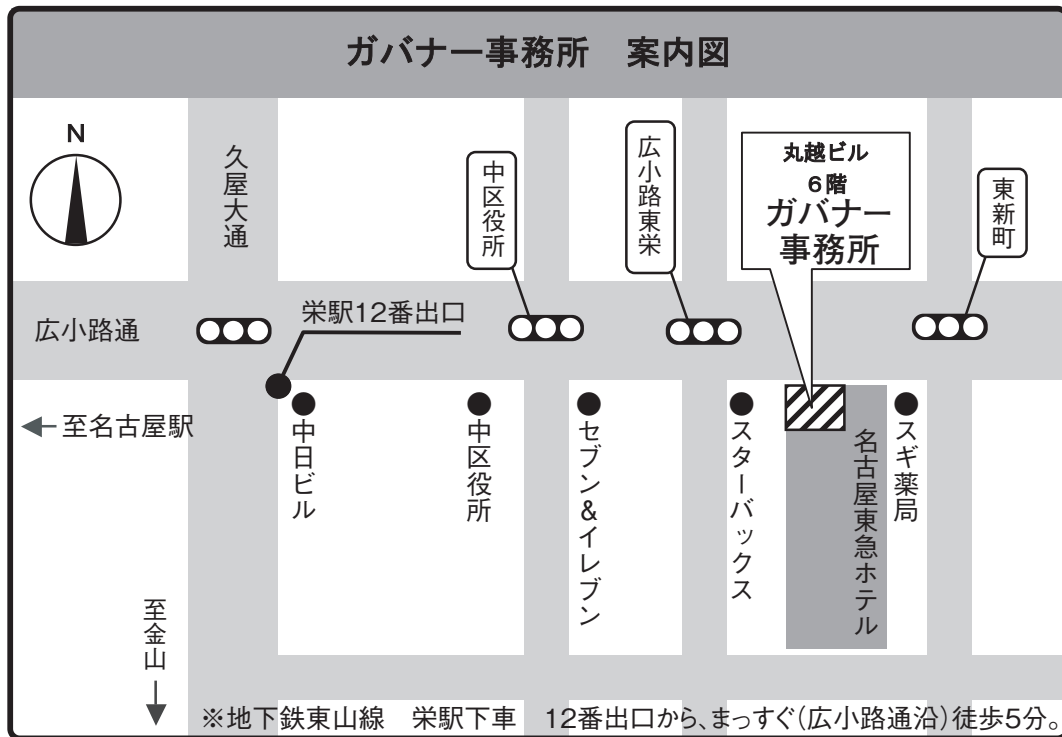 ガバナー事務所　案内図
N
久屋大通
中区役所
広小路東栄
丸越ビル
6階
ガバナー
事務所
東新町
広小路通
栄駅12番出口
←至名古屋駅
中日ビル
中区役所
セブン&イレブン
スターバックス
名古屋東急ホテル
スギ薬局
至金山
※地下鉄東山線　栄駅下車　12番出口から、まっすぐ(広小路通沿)徒歩5分。